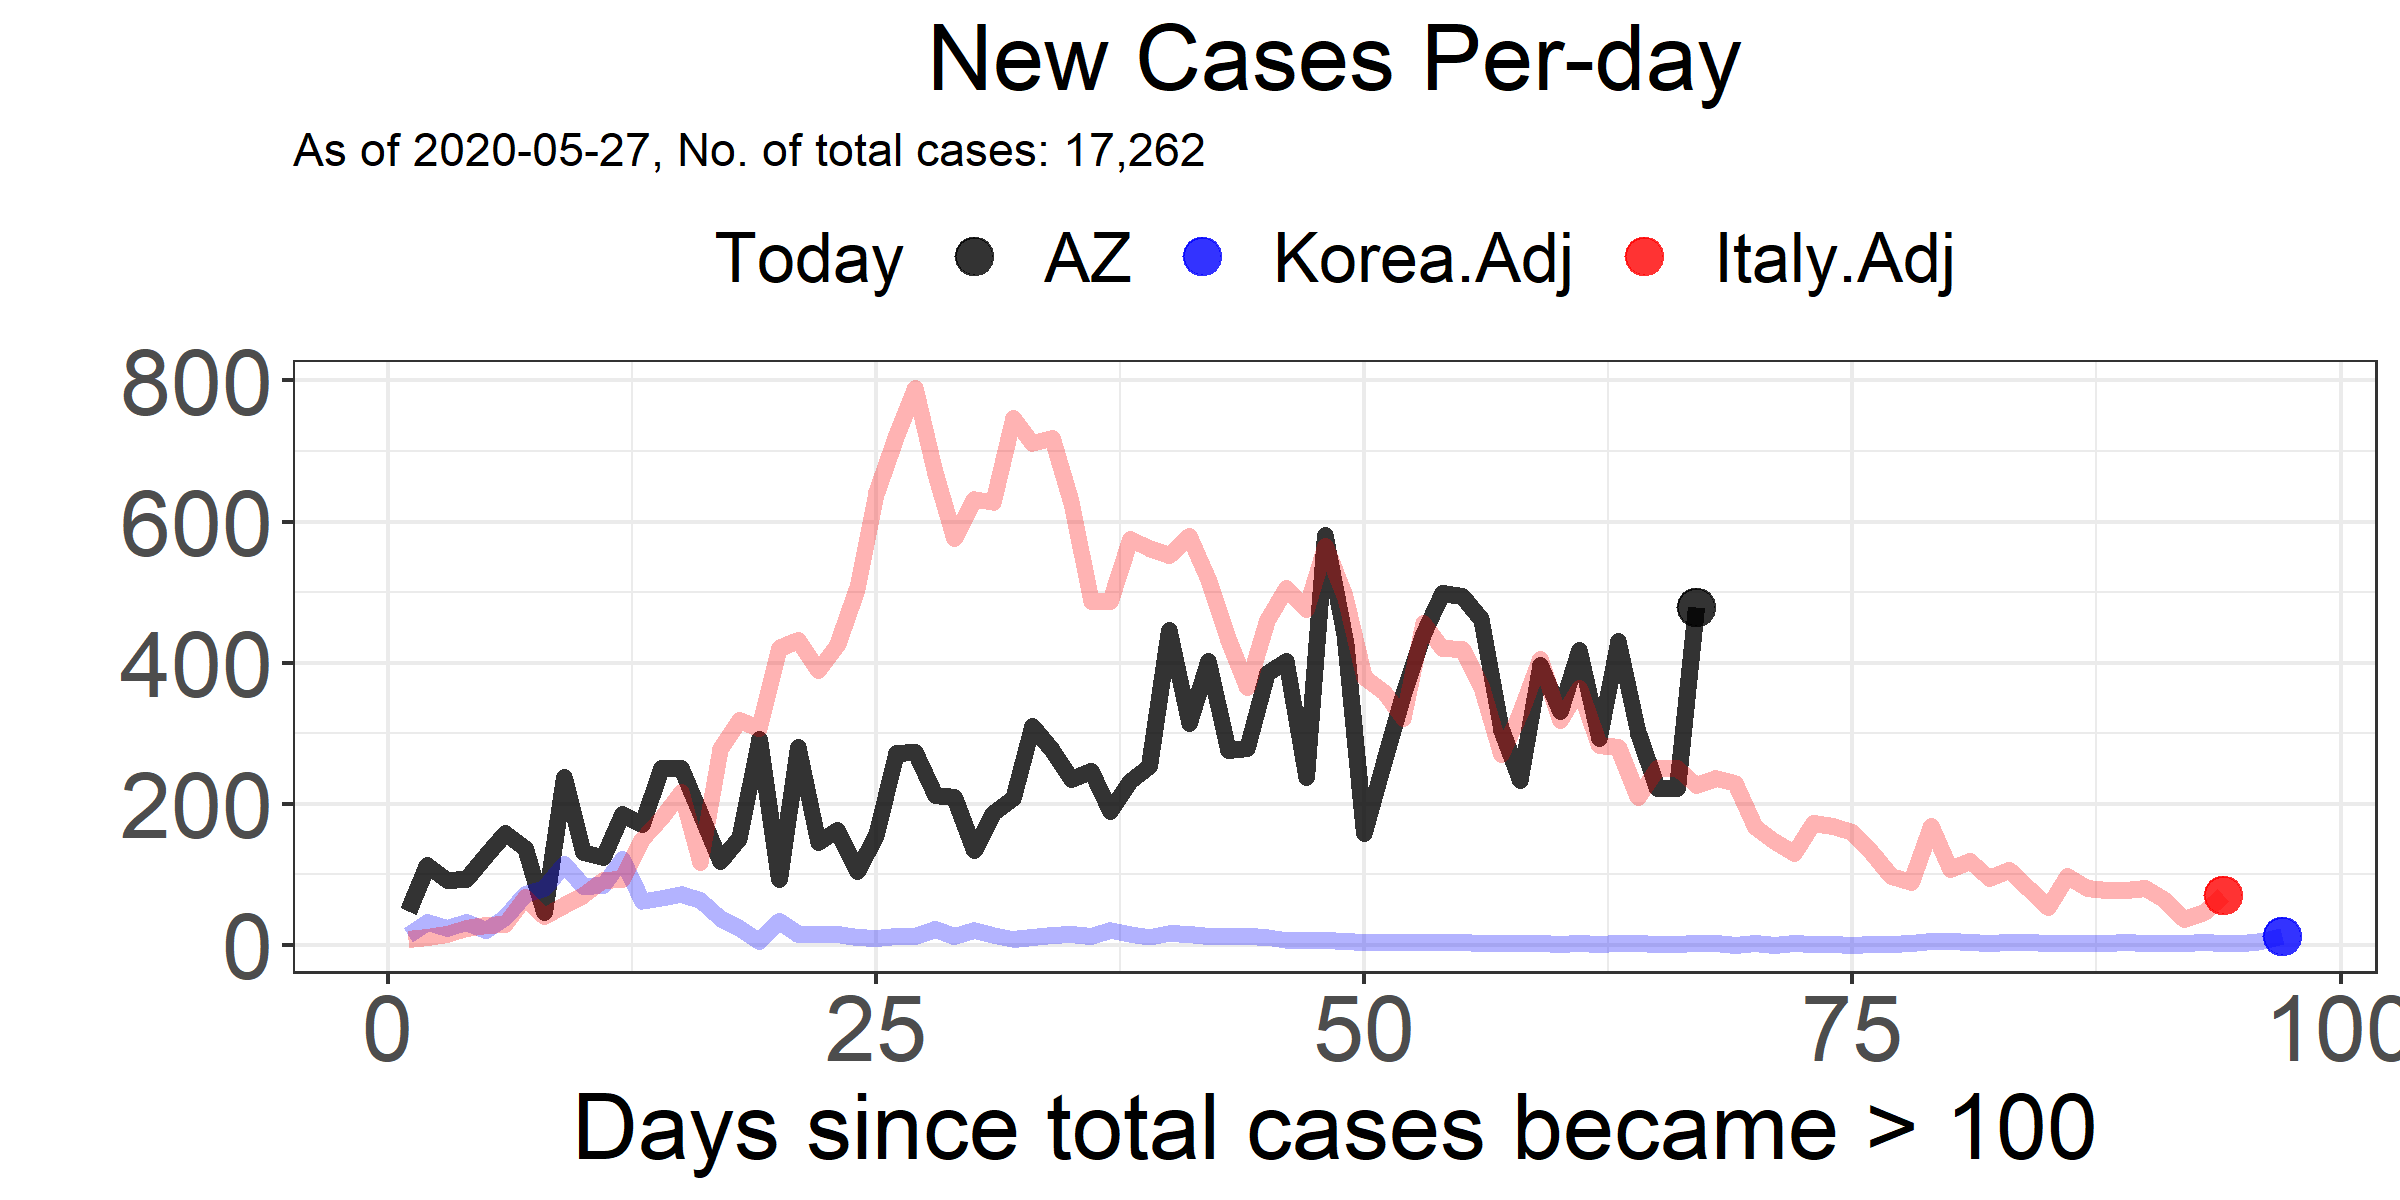 New Cases Per-day
As of 2020-05-27, No. of total cases: 17,262
Today AZ Korea.Adj Italy.Adj
800
600
400
200
0
0 25 50 75 100
Days since total cases became > 100